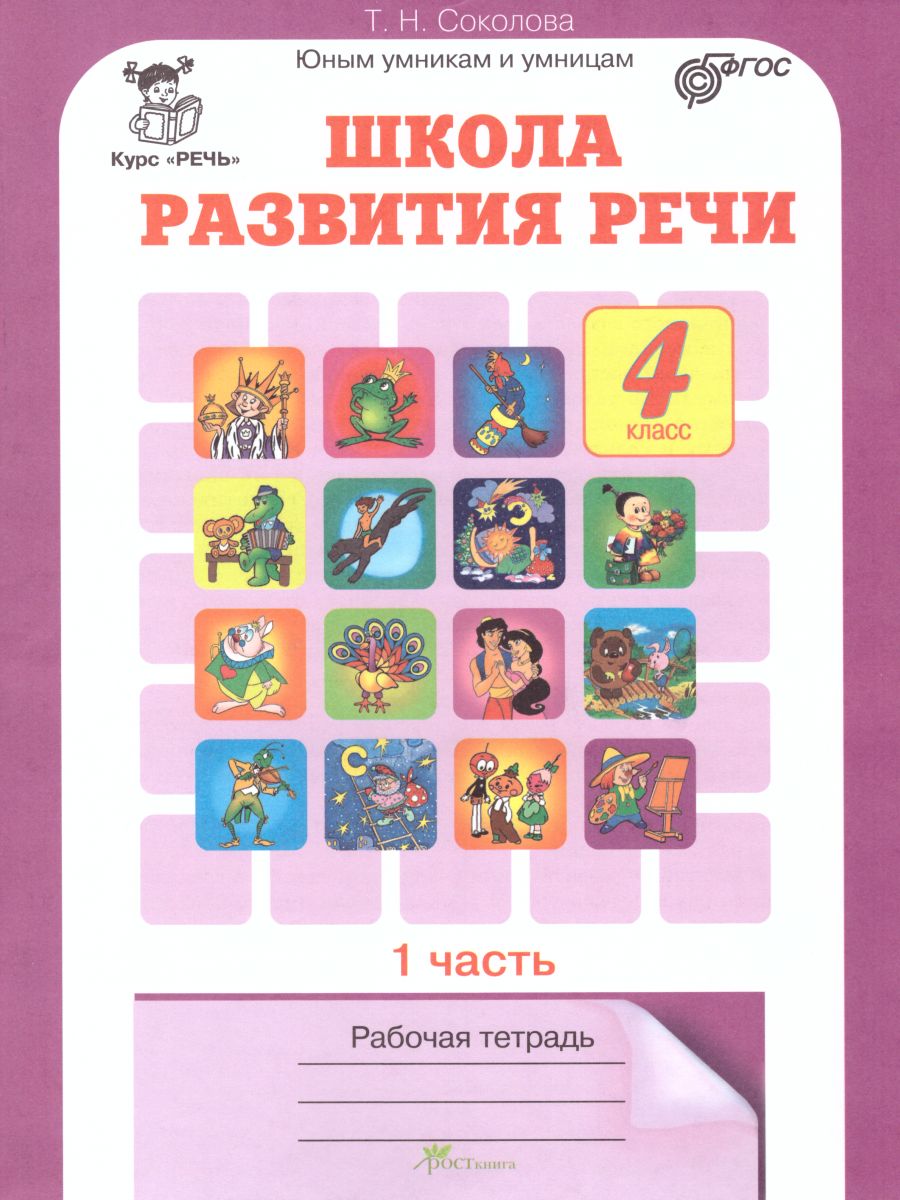 Т. Н. Соколова
Юным умникам и умницам
ФГОС
Курс «РЕЧЬ»
ШКОЛА
РАЗВИТИЯ РЕЧИ
4
класс
1 часть
Рабочая тетрадь
РОСТкнига